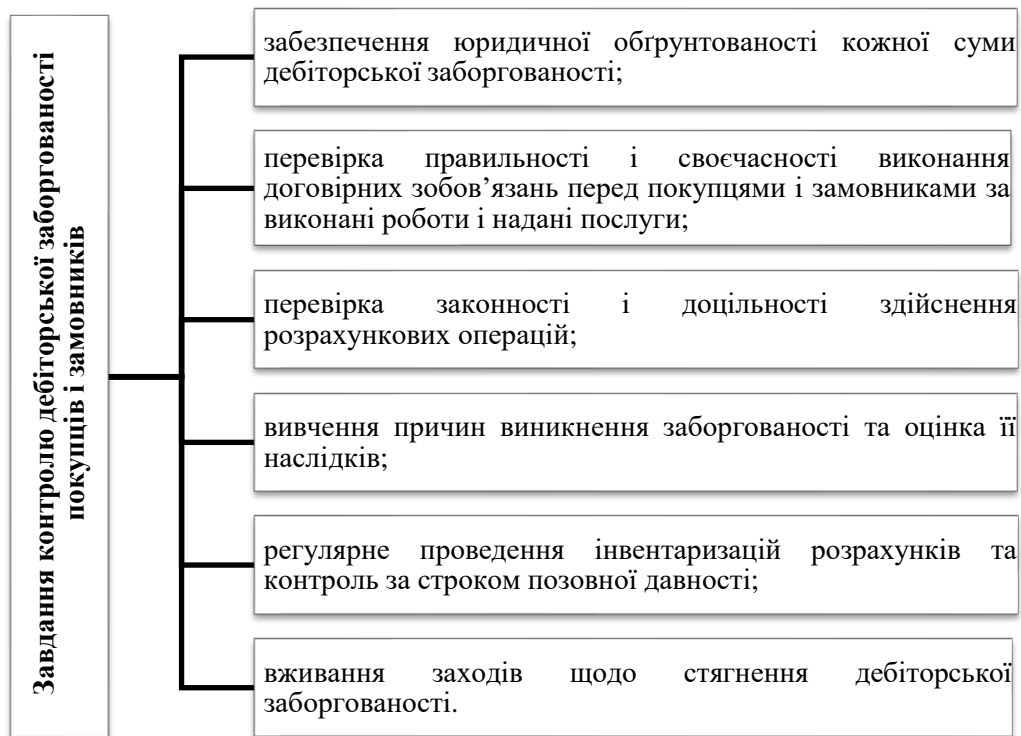 Завдання контролю дебіторської заборгованості
покупців і замовників
забезпечення юридичної обґрунтованості кожної суми
дебіторської заборгованості;
перевірка правильності і своєчасності виконання
договірних зобов’язань перед покупцями і замовниками за
виконані роботи і надані послуги;
перевірка законності і доцільності здійснення
розрахункових операцій;
вивчення причин виникнення заборгованості та оцінка її
наслідків;
регулярне проведення інвентаризацій розрахунків та
контроль за строком позовної давності;
вживання заходів щодо стягнення дебіторської
заборгованості.